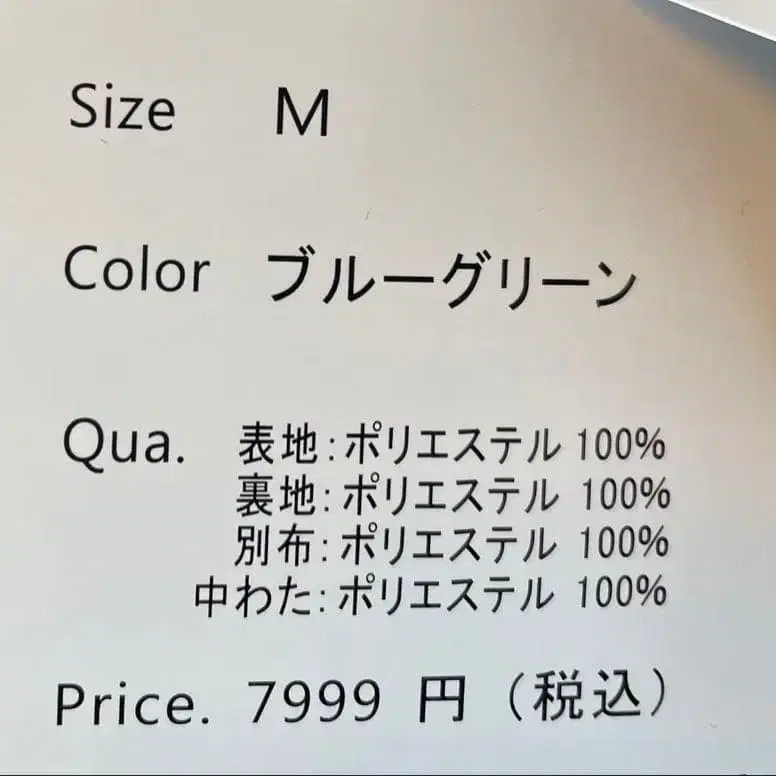 Size M
Color ブルーグリーン
Qua. 表地:ポリエステル 100%
裏地:ポリエステル 100%
別布:ポリエステル 100%
中わた:ポリエステル 100%
Price. 7999 円(税込)